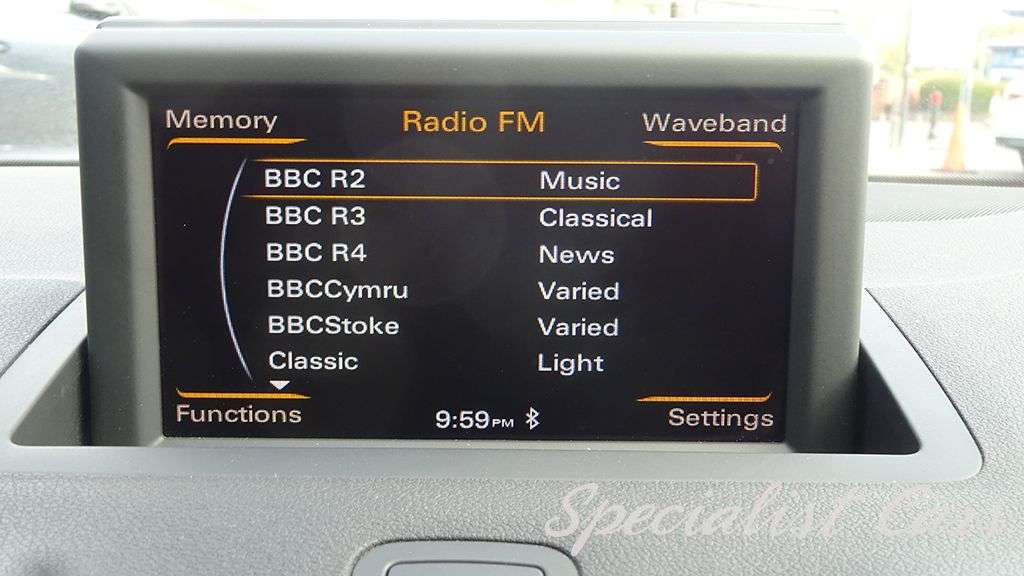 Memory Radio FM Waveband
BBC R2 Music
BBC R3 Classical
BBC R4 News
BBCCymru Varied
BBCStoke Varied
Classic Light
Functions 9:59PM Settings
Specialist Cars